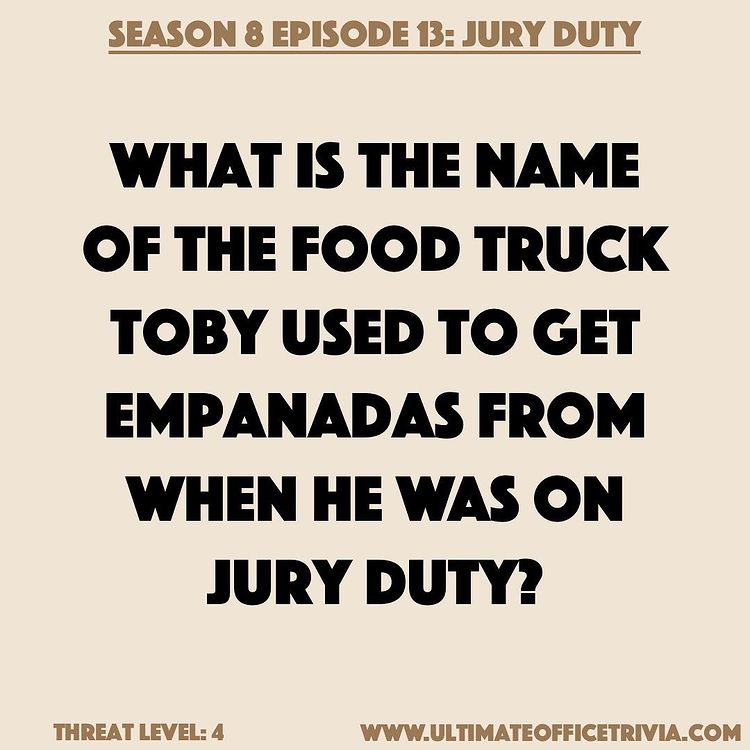 SEASON 8 EPISODE 13: JURY DUTY
WHAT IS THE NAME
OF THE FOOD TRUCK
TOBY USED TO GET
EMPANADAS FROM
WHEN HE WAS ON
JURY DUTY?
THREAT LEVEL: 4
WWW.ULTIMATEOFFICETRIVIA.COM